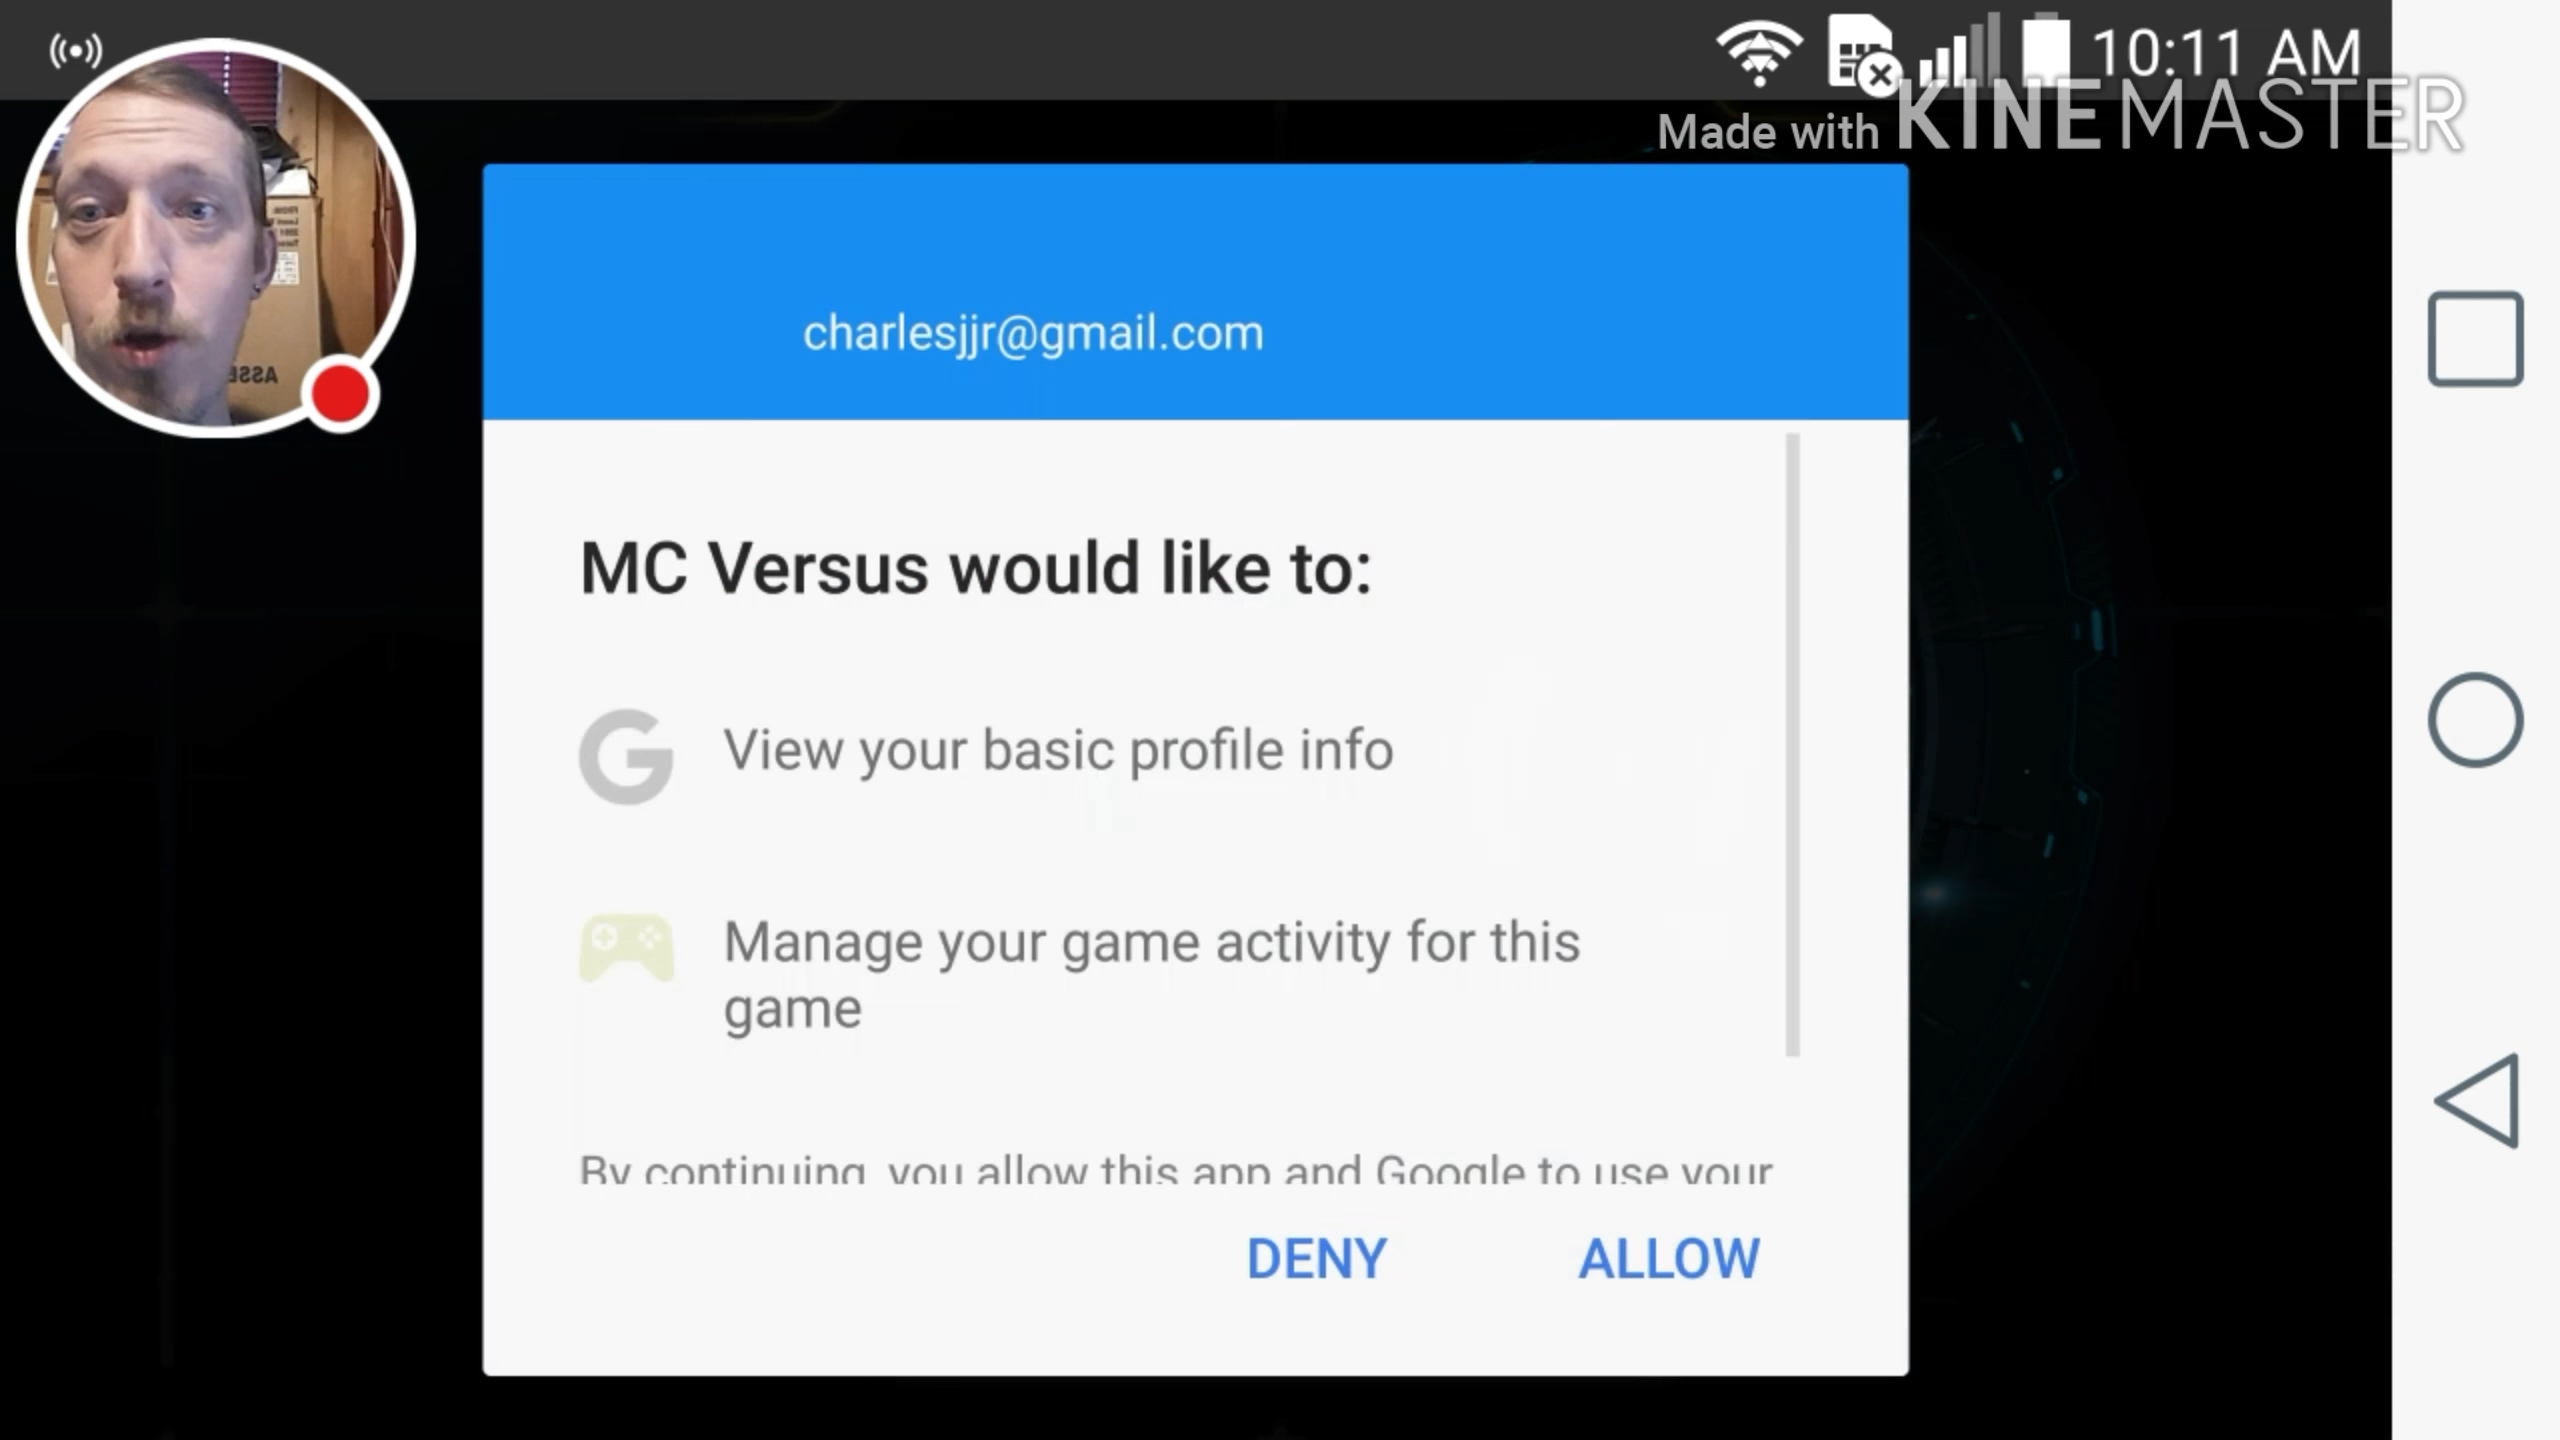 10:11 AM
Made with KINEMASTER
charlesjjr@gmail.com
MC Versus would like to:
G
View your basic profile info
Manage your game activity for this
game
By continuing, you allow this app and Google to use your
DENY ALLOW